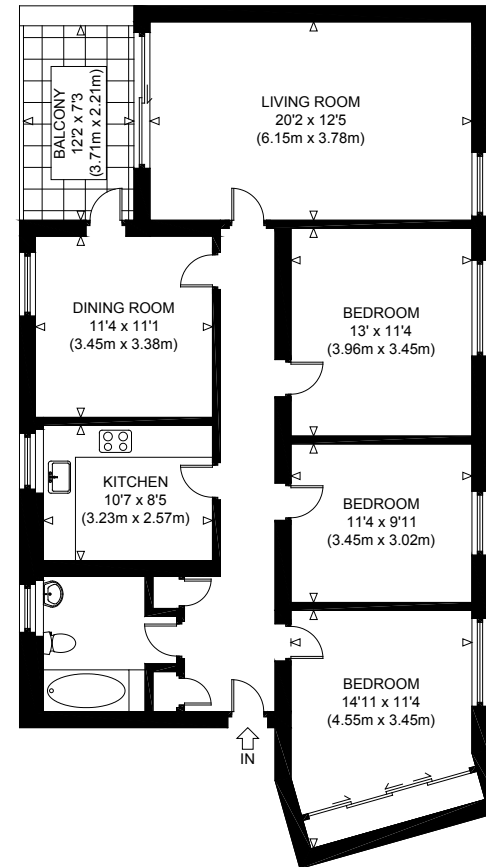 BALCONY
12'2 x 7'3
(3.71m x 2.21m)
LIVING ROOM
20'2 x 12'5
(6.15m x 3.78m)
DINING ROOM
11'4 x 11'1
(3.45m x 3.38m)
BEDROOM
13' x 11'4
(3.96m x 3.45m)
KITCHEN
10'7 x 8'5
(3.23m x 2.57m)
BEDROOM
11'4 x 9'11
(3.45m x 3.02m)
BEDROOM
14'11 x 11'4
(4.55m x 3.45m)
IN